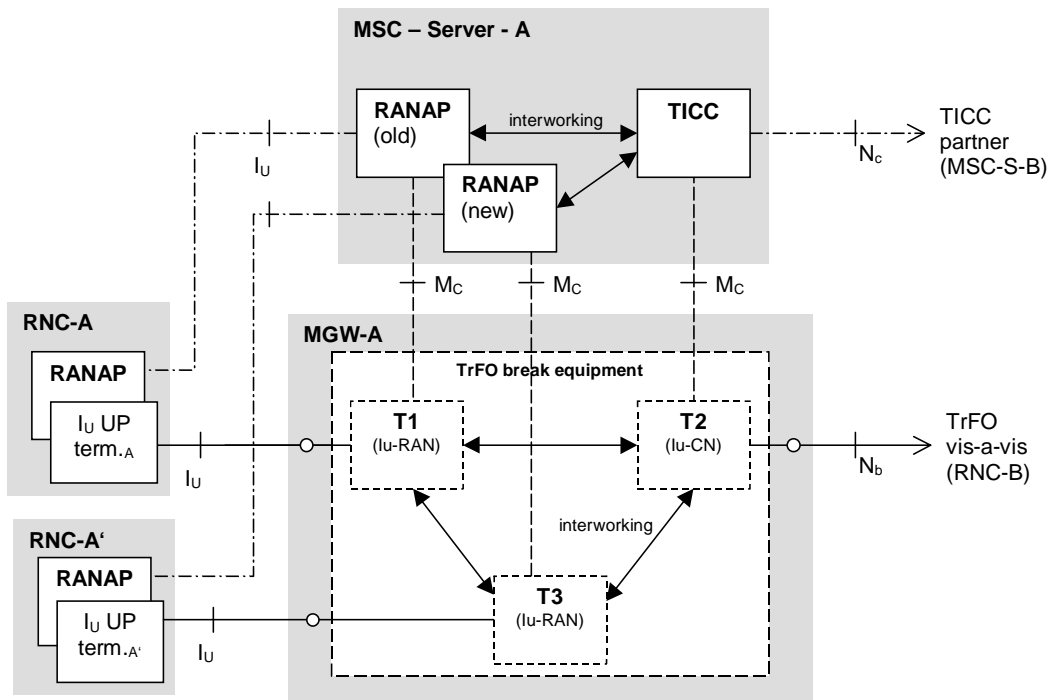 MSC – Server - A
RANAP
(old)
interworking
TICC
RANAP
(new)
TICC
partner
(MSC-S-B)
IU
NC
MC
MC
MC
RNC-A
RANAP
IU UP
term.A
IU
MGW-A
TrFO break equipment
T1
(Iu-RAN)
T2
(Iu-CN)
TrFO
vis-a-vis
(RNC-B)
Nb
interworking
T3
(Iu-RAN)
RNC-A‘
RANAP
IU UP
term.A‘
IU